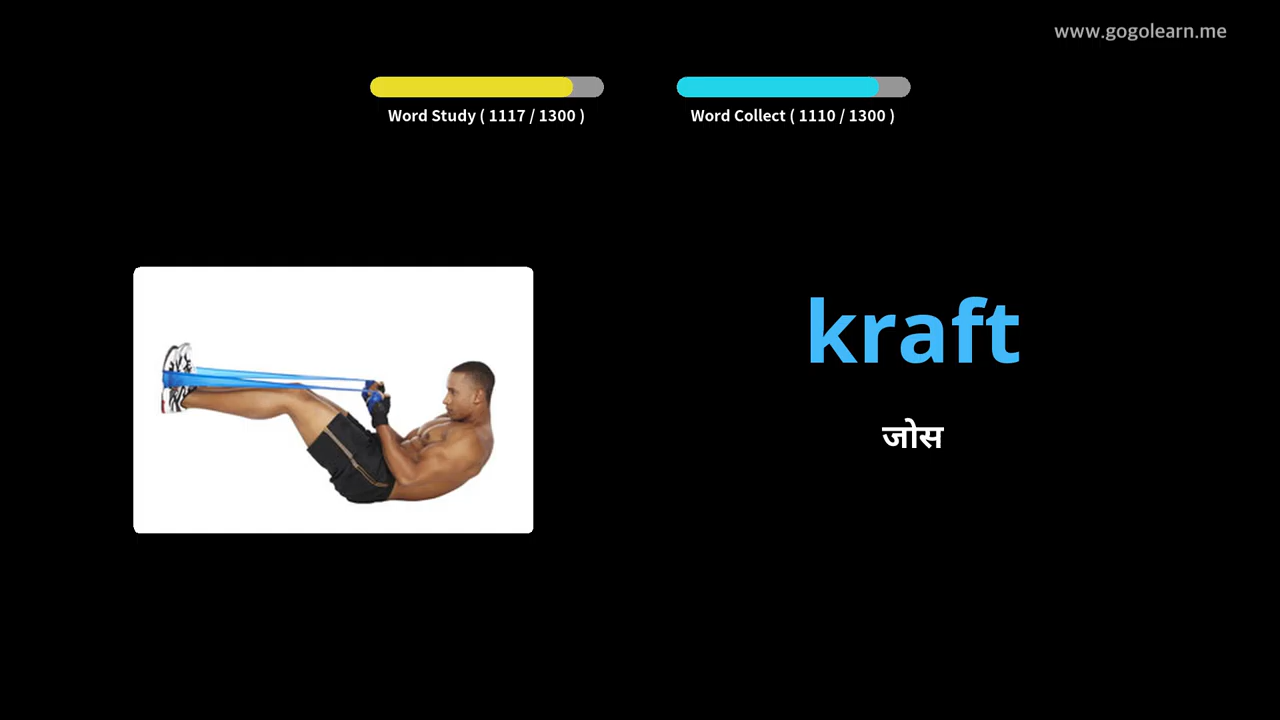 www.gogolearn.me
Word Study ( 1117 / 1300 )
Word Collect ( 1110 / 1300 )
kraft
जोस